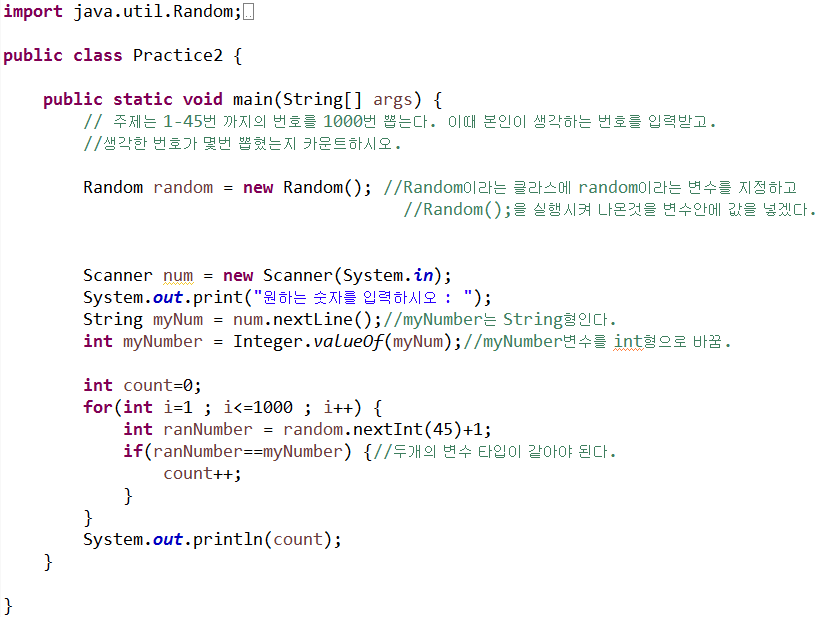 import java.util.Random;
public class Practice2 {
public static void main(String[] args) {
// 주제는 1-45번 까지의 번호를 1000번 뽑는다. 이때 본인이 생각하는 번호를 입력받고.
//생각한 번호가 몇번 뽑혔는지 카운트하시오.
Random random = new Random(); //Random이라는 클라스에 random이라는 변수를 지정하고
//Random();을 실행시켜 나온것을 변수안에 값을 넣겠다.
Scanner num = new Scanner(System.in);
System.out.print("원하는 숫자를 입력하시오 : ");
String myNum = num.nextLine();//myNumber는 String형인다.
int myNumber = Integer.valueOf(myNum);//myNumber변수를 int형으로 바꿈.
int count=0;
for(int i=1 ; i<=1000 ; i++) {
int ranNumber = random.nextInt(45)+1;
if(ranNumber==myNumber) {//두개의 변수 타입이 같아야 된다.
count++;
}
}
System.out.println(count);
}
}